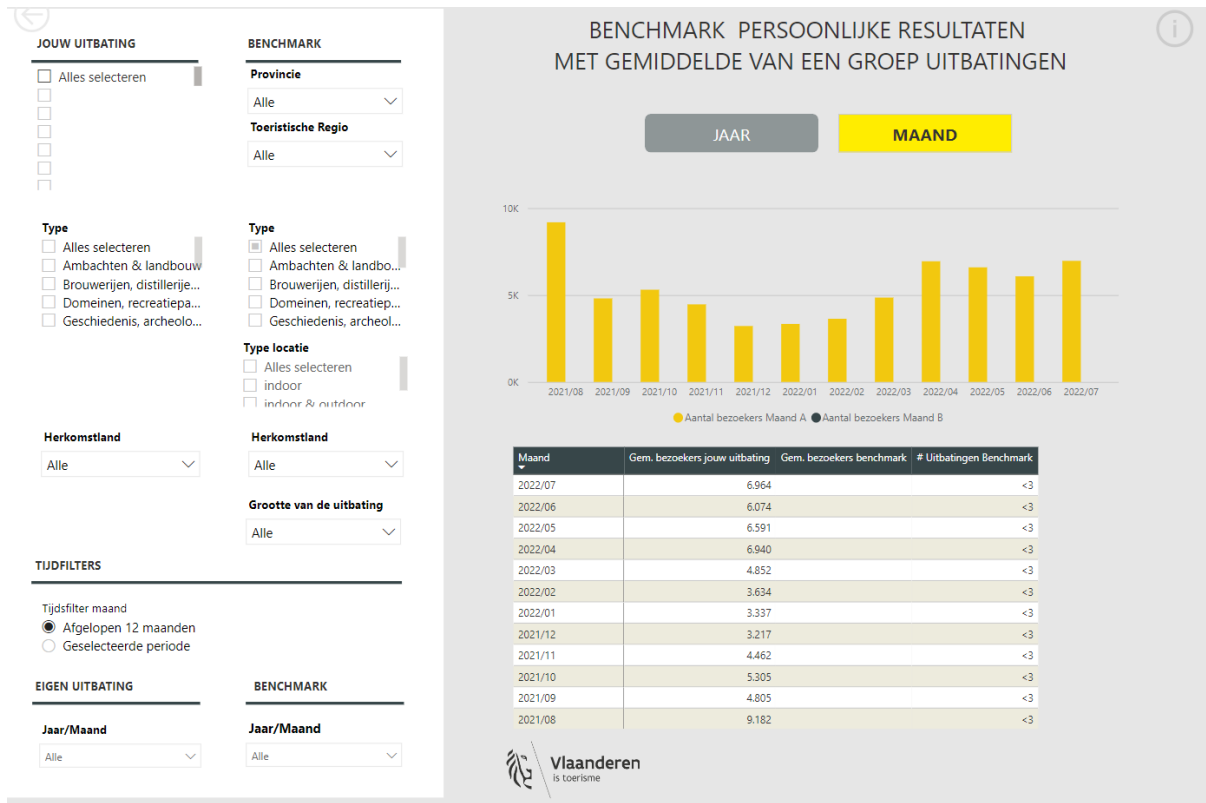 JOUW UITBATING
Alles selecteren
BENCHMARK
Provincie
Alle
Toeristische Regio
Alle
Type
Alles selecteren
Ambachten & landbouw
Brouwerijen, distillerije...
Domeinen, recreatiepa...
Geschiedenis, archeolo...
Type
Alles selecteren
Ambachten & landbo...
Brouwerijen, distillerij...
Domeinen, recreatiep...
Geschiedenis, archeol...
Type locatie
Alles selecteren
indoor
indoor & outdoor
Herkomstland
Alle
Herkomstland
Alle
Grootte van de uitbating
Alle
TIJDFILTERS
Tijdsfilter maand
Afgelopen 12 maanden
Geselecteerde periode
EIGEN UITBATING
Jaar/Maand
Alle
BENCHMARK
Jaar/Maand
Alle
BENCHMARK PERSOONLIJKE RESULTATEN
MET GEMIDDELDE VAN EEN GROEP UITBATINGEN
i
JAAR MAAND
10K
5K
0K
2021/08 2021/09 2021/10 2021/11 2021/12 2022/01 2022/02 2022/03 2022/04 2022/05 2022/06 2022/07
Aantal bezoekers Maand A Aantal bezoekers Maand B
Maand Gem. bezoekers jouw uitbating Gem. bezoekers benchmark # Uitbatingen Benchmark
2022/07 6.964 <3
2022/06 6.074 <3
2022/05 6.591 <3
2022/04 6.940 <3
2022/03 4.852 <3
2022/02 3.634 <3
2022/01 3.337 <3
2021/12 3.217 <3
2021/11 4.462 <3
2021/10 5.305 <3
2021/09 4.805 <3
2021/08 9.182 <3
Vlaanderen
is toerisme